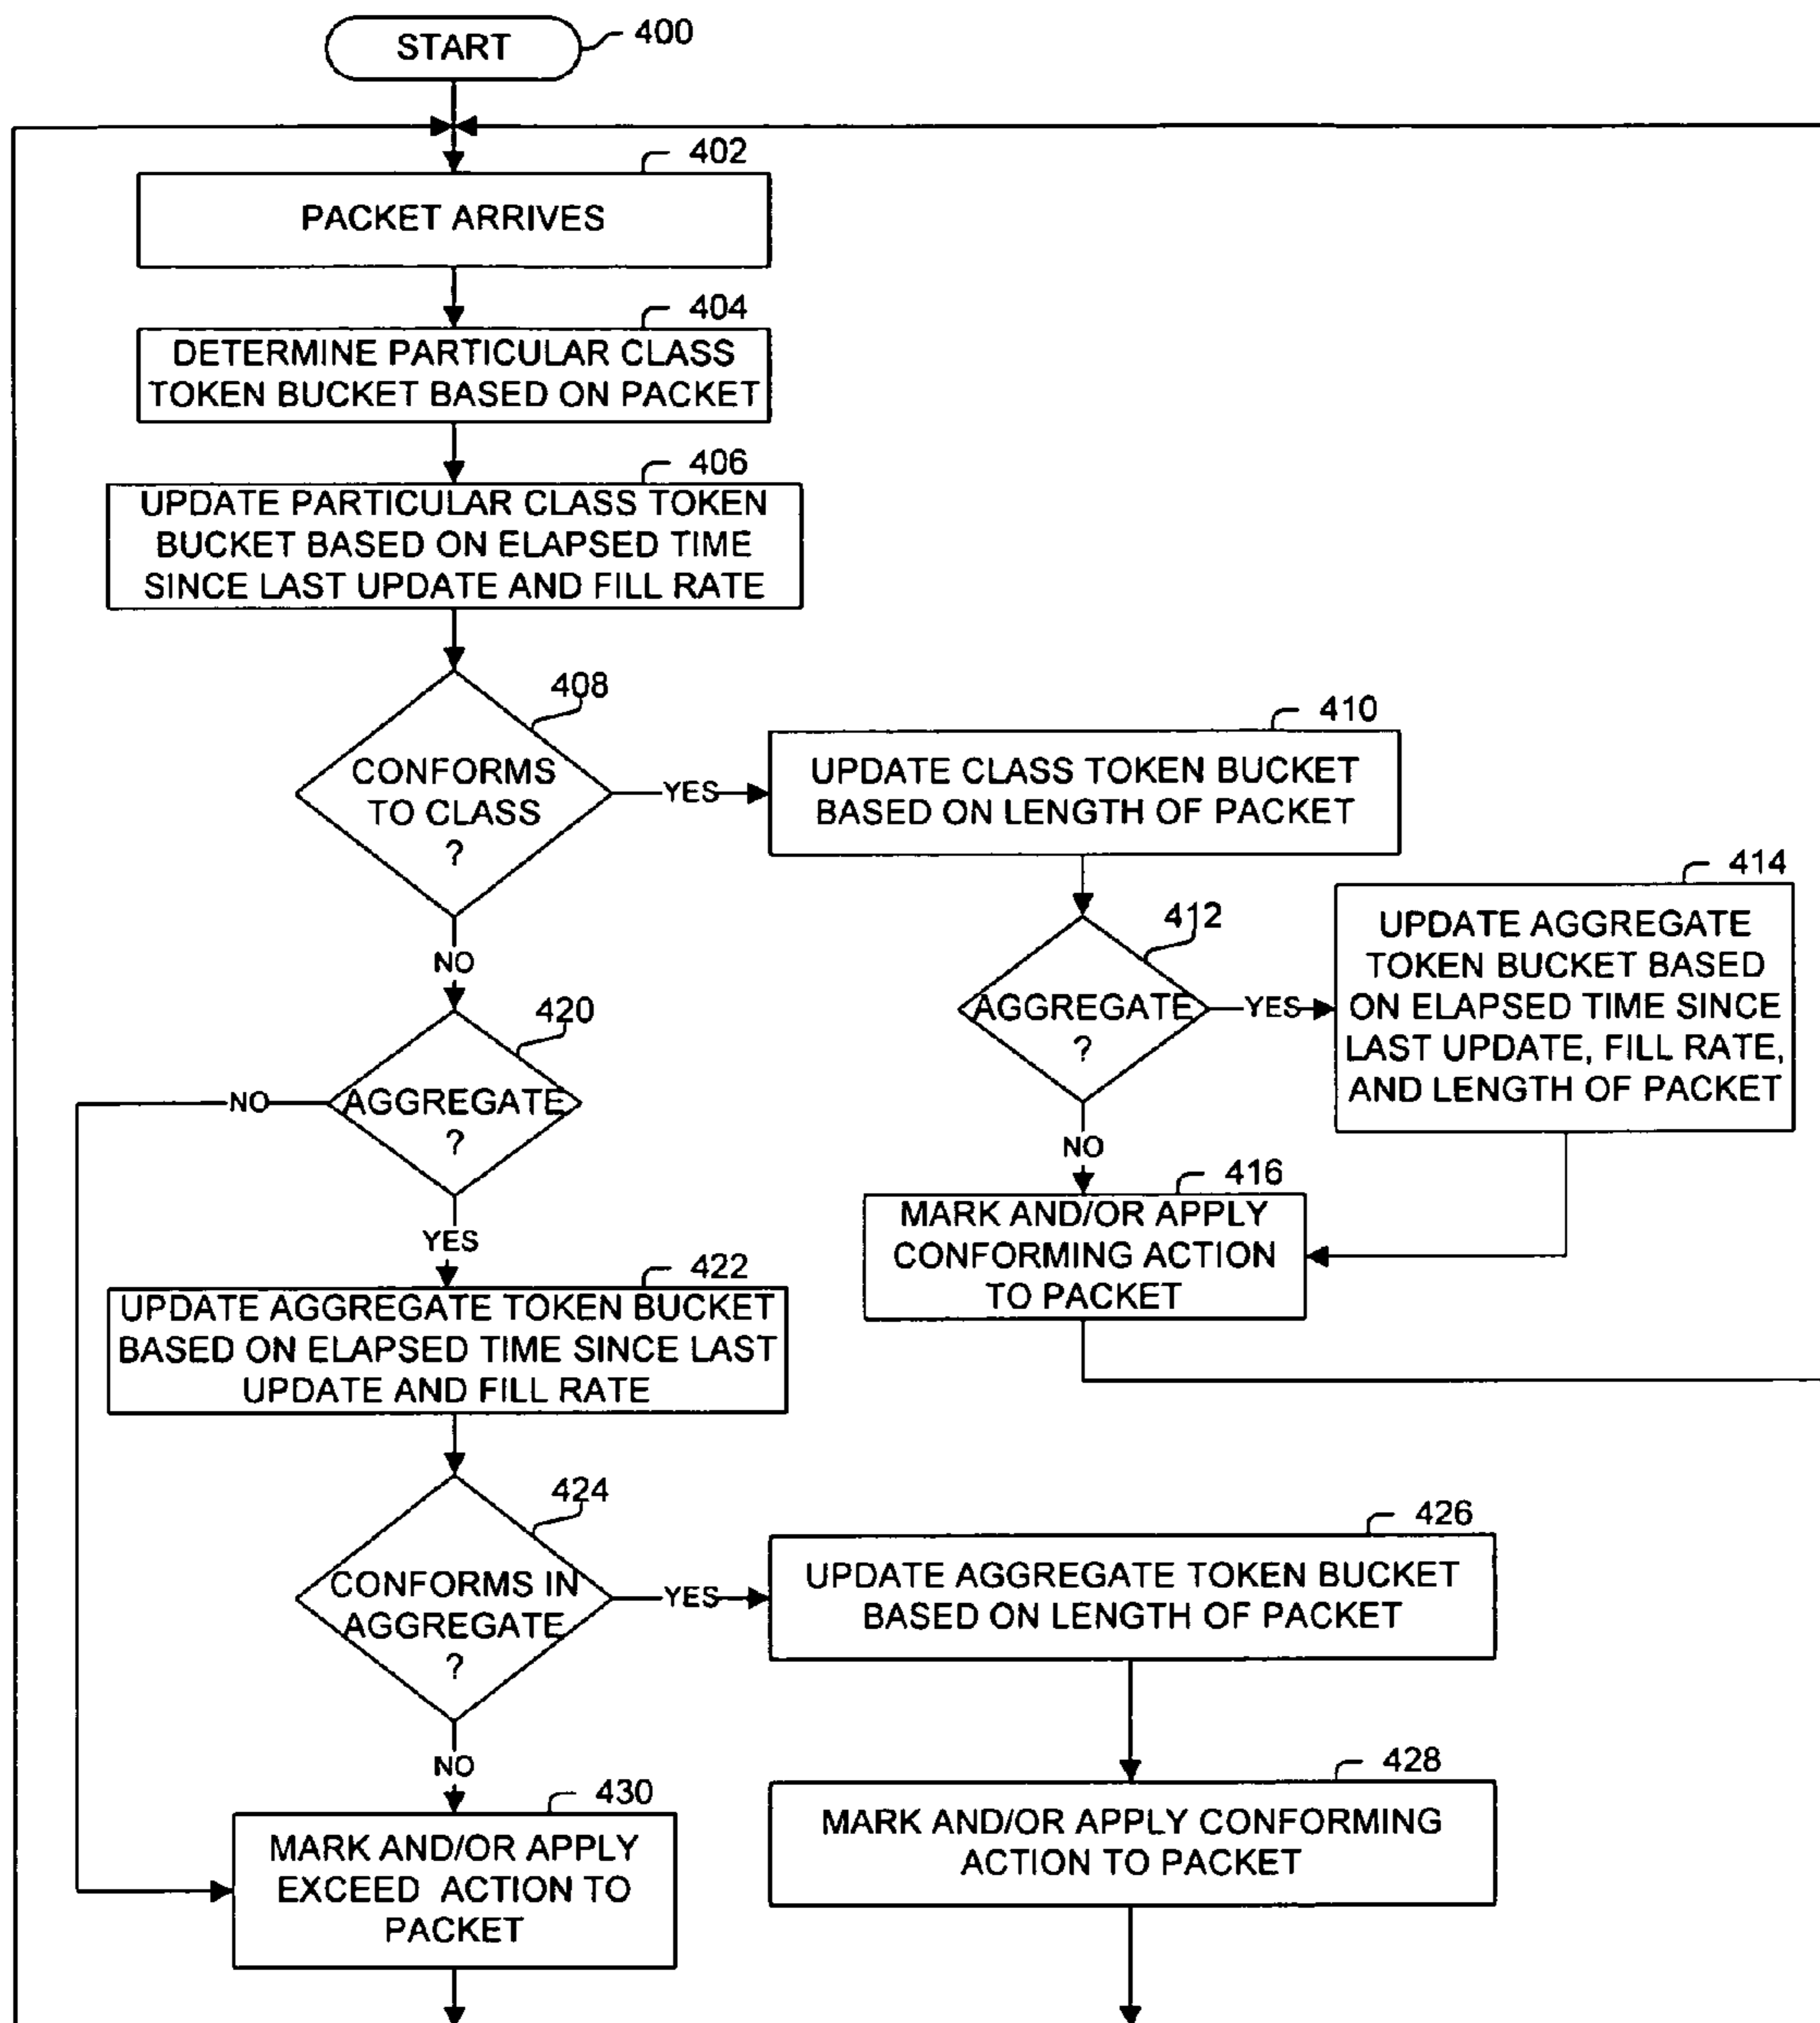 START
400
402
PACKET ARRIVES
404
DETERMINE PARTICULAR CLASS
TOKEN BUCKET BASED ON PACKET
406
UPDATE PARTICULAR CLASS TOKEN
BUCKET BASED ON ELAPSED TIME
SINCE LAST UPDATE AND FILL RATE
408
CONFORMS
TO CLASS
?
YES
410
UPDATE CLASS TOKEN BUCKET
BASED ON LENGTH OF PACKET
412
AGGREGATE
?
YES
414
UPDATE AGGREGATE
TOKEN BUCKET BASED
ON ELAPSED TIME SINCE
LAST UPDATE, FILL RATE,
AND LENGTH OF PACKET
NO
416
MARK AND/OR APPLY
CONFORMING ACTION
TO PACKET
NO
420
AGGREGATE
?
NO
YES
422
UPDATE AGGREGATE TOKEN BUCKET
BASED ON ELAPSED TIME SINCE LAST
UPDATE AND FILL RATE
424
CONFORMS IN
AGGREGATE
?
YES
426
UPDATE AGGREGATE TOKEN BUCKET
BASED ON LENGTH OF PACKET
428
MARK AND/OR APPLY CONFORMING
ACTION TO PACKET
NO
430
MARK AND/OR APPLY
EXCEED ACTION TO
PACKET